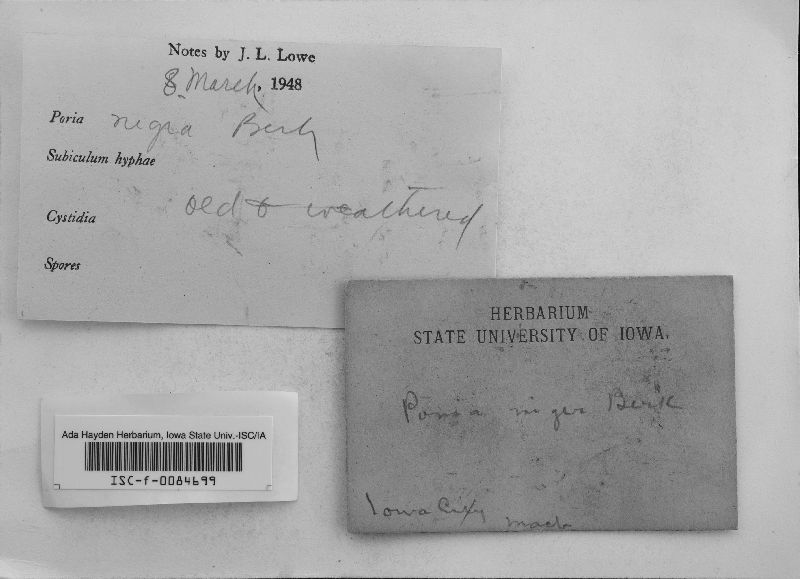 Notes by J. L. Lowe
8 March, 1948
Poria nigra Berk
Subiculum hyphae
Cystidia old & weathered
Spores
HERBARIUM
STATE UNIVERSITY OF IOWA.
Poria niger Berk
Iowa City
Ada Hayden Herbarium, Iowa State Univ.-ISC/IA
ISC-f-0084699